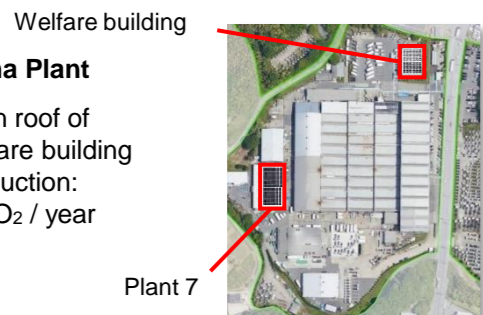 Welfare building
na Plant
n roof of
are building
uction:
O₂ / year
Plant 7